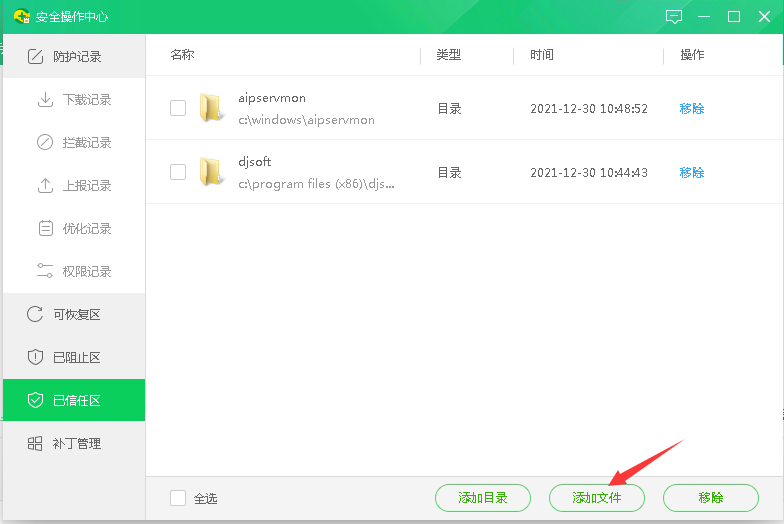 安全操作中心
防护记录
下载记录
拦截记录
上报记录
优化记录
权限记录
可恢复区
已阻止区
已信任区
补丁管理
名称 类型 时间 操作
aipservmon
c:\windows\aipservmon
目录 2021-12-30 10:48:52 移除
djsoft
c:\program files (x86)\djs...
目录 2021-12-30 10:44:43 移除
全选 添加目录 添加文件 移除